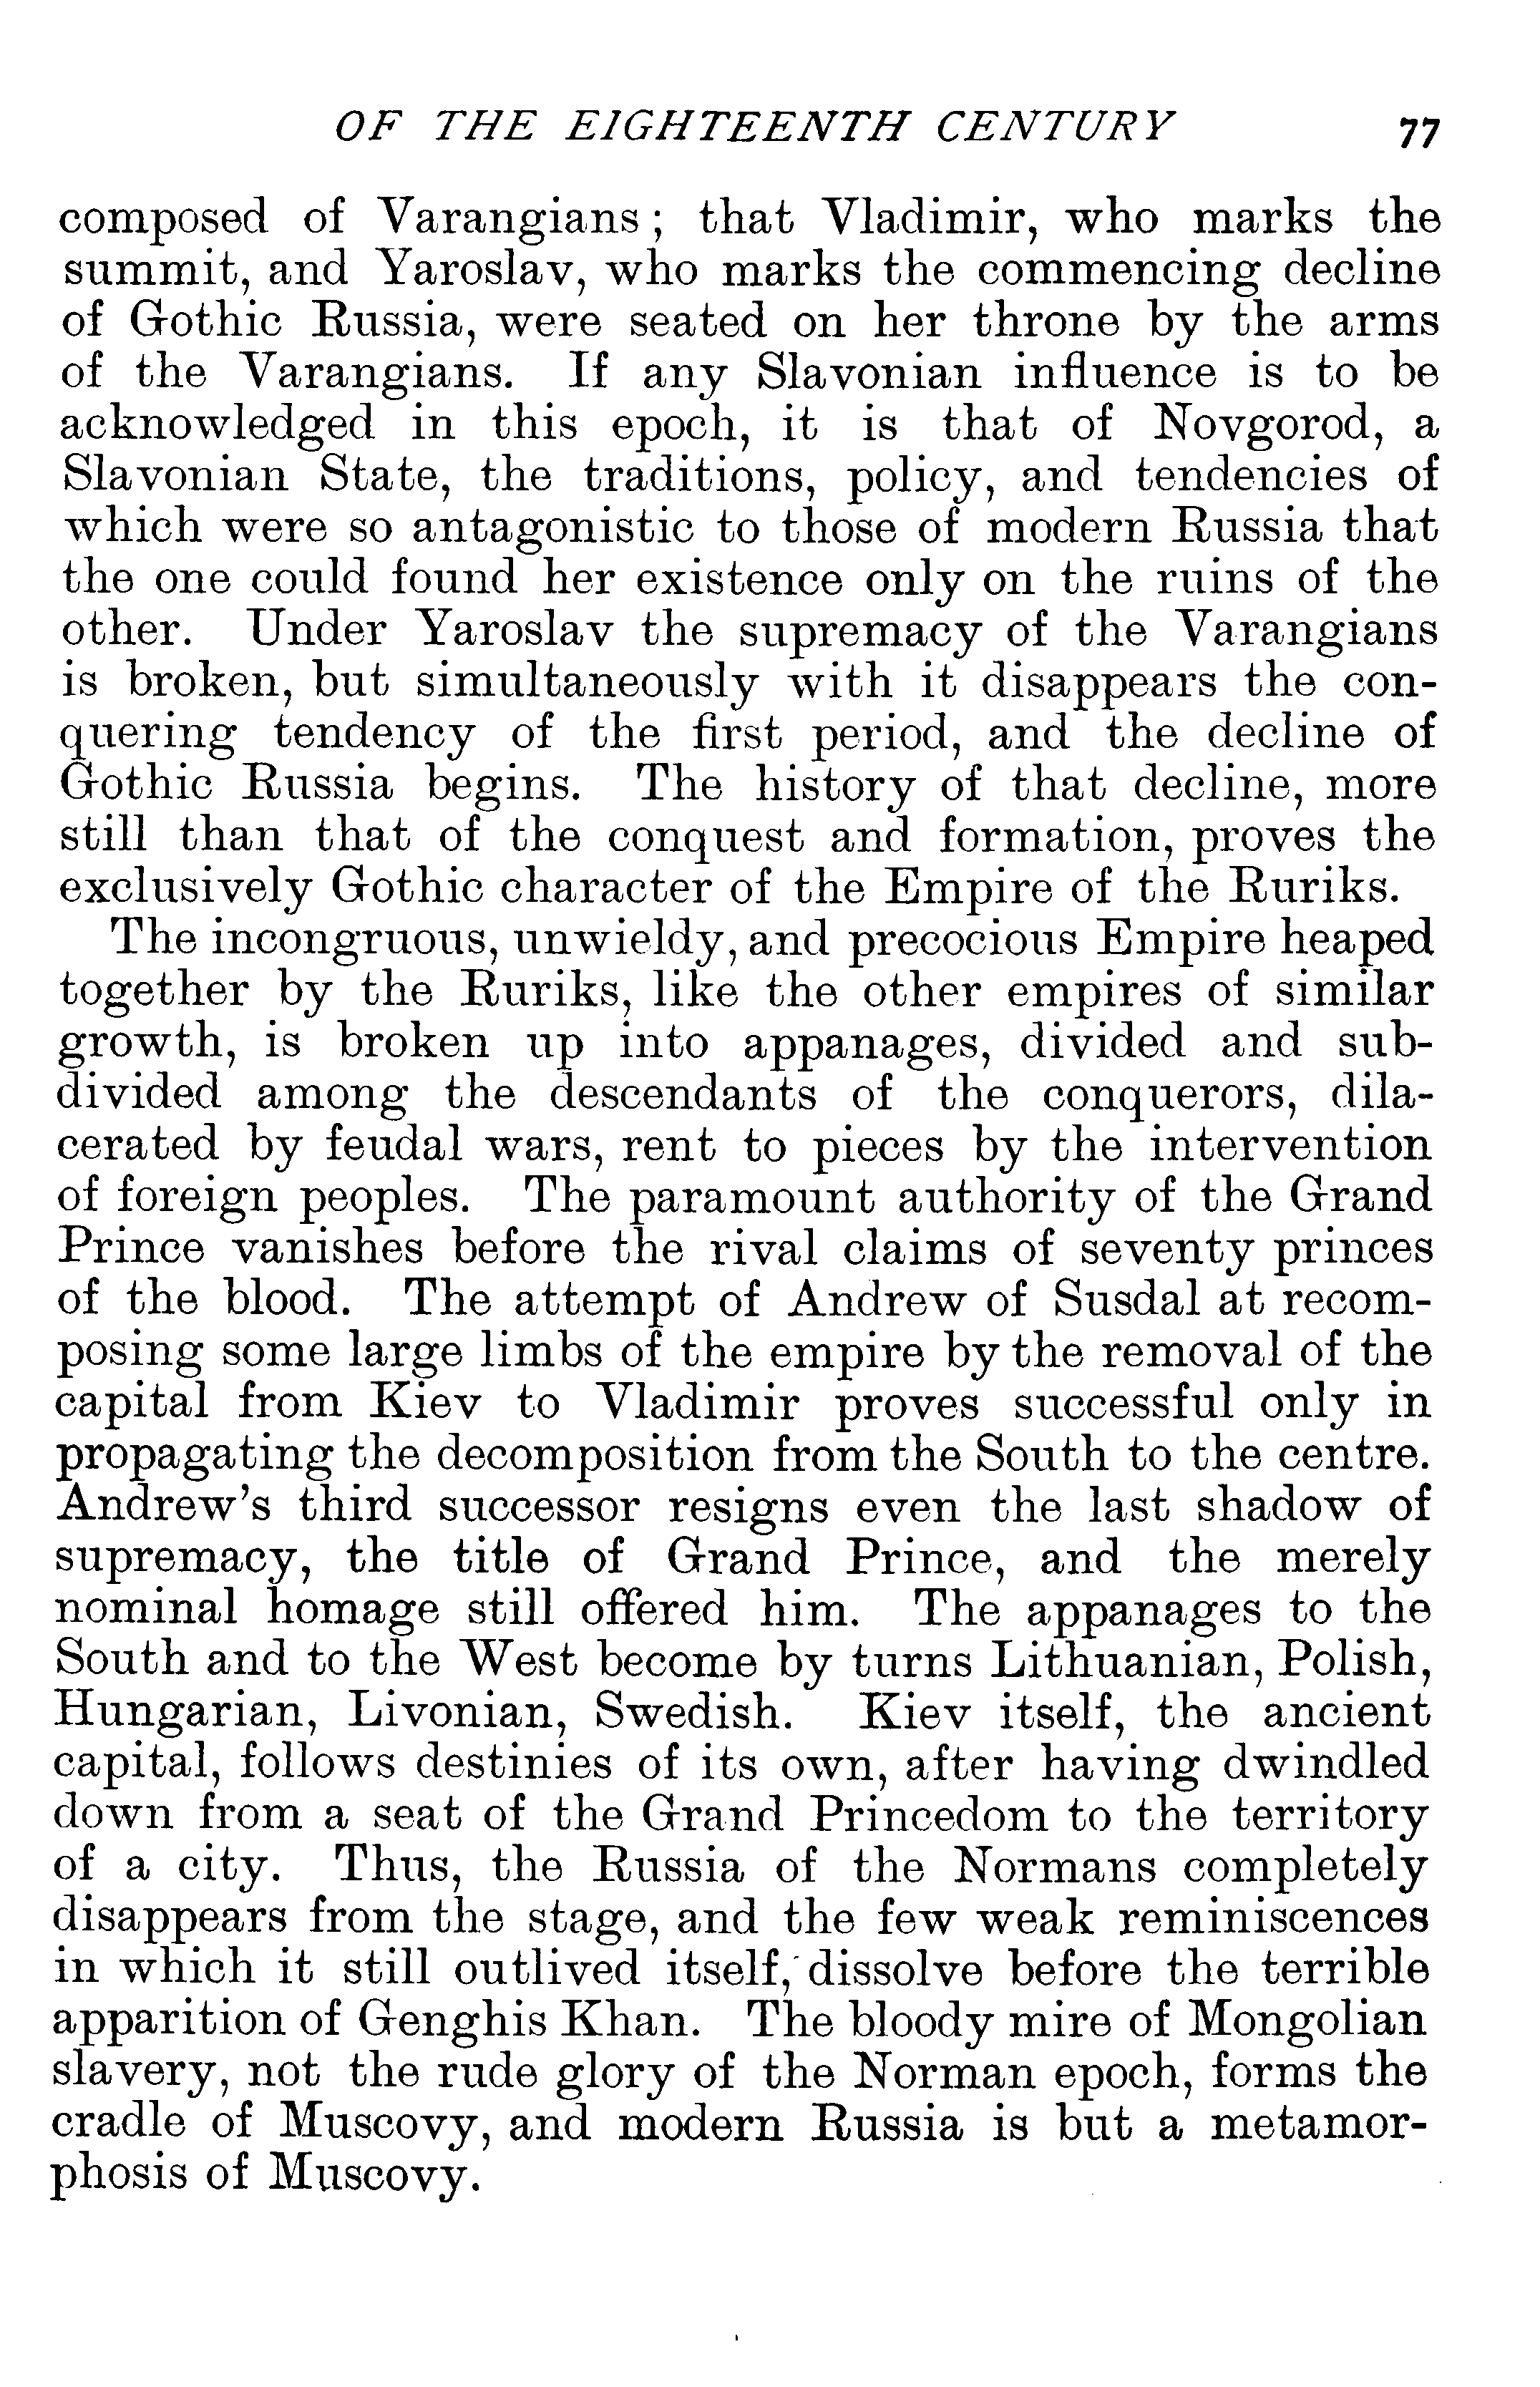 OF THE EIGHTEENTH CENTURY 77
composed of Varangians; that Vladimir, who marks the
summit, and Yaroslav, who marks the commencing decline
of Gothic Russia, were seated on her throne by the arms
of the Varangians. If any Slavonian influence is to be
acknowledged in this epoch, it is that of Novgorod, a
Slavonian State, the traditions, policy, and tendencies of
which were so antagonistic to those of modern Russia that
the one could found her existence only on the ruins of the
other. Under Yaroslav the supremacy of the Varangians
is broken, but simultaneously with it disappears the con-
quering tendency of the first period, and the decline of
Gothic Russia begins. The history of that decline, more
still than that of the conquest and formation, proves the
exclusively Gothic character of the Empire of the Ruriks.
The incongruous, unwieldy, and precocious Empire heaped
together by the Ruriks, like the other empires of similar
growth, is broken up into appanages, divided and sub-
divided among the descendants of the conquerors, dila-
cerated by feudal wars, rent to pieces by the intervention
of foreign peoples. The paramount authority of the Grand
Prince vanishes before the rival claims of seventy princes
of the blood. The attempt of Andrew of Susdal at recom-
posing some large limbs of the empire by the removal of the
capital from Kiev to Vladimir proves successful only in
propagating the decomposition from the South to the centre.
Andrew's third successor resigns even the last shadow of
supremacy, the title of Grand Prince, and the merely
nominal homage still offered him. The appanages to the
South and to the West become by turns Lithuanian, Polish,
Hungarian, Livonian, Swedish. Kiev itself, the ancient
capital, follows destinies of its own, after having dwindled
down from a seat of the Grand Princedom to the territory
of a city. Thus, the Russia of the Normans completely
disappears from the stage, and the few weak reminiscences
in which it still outlived itself, dissolve before the terrible
apparition of Genghis Khan. The bloody mire of Mongolian
slavery, not the rude glory of the Norman epoch, forms the
cradle of Muscovy, and modern Russia is but a metamor-
phosis of Muscovy.